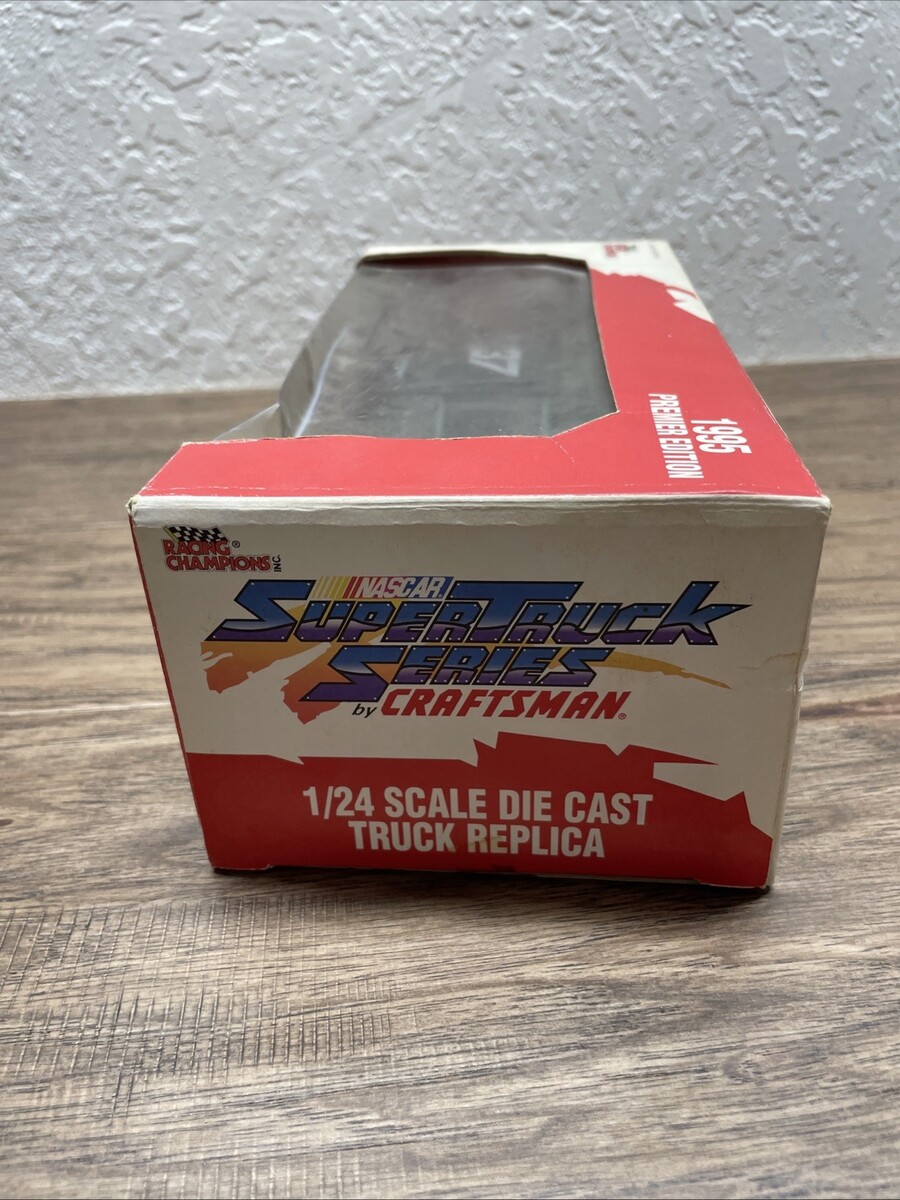 1995
PREMIER EDITION
RACING®
CHAMPIONS INC.
NASCAR
SUPERTRUCK
SERIES
by CRAFTSMAN®
1/24 SCALE DIE CAST
TRUCK REPLICA